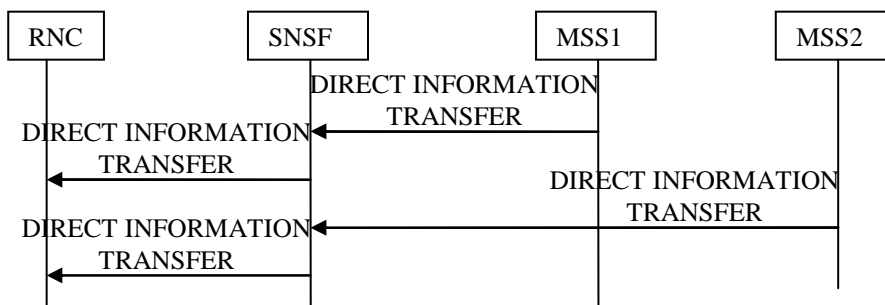 RNC
SNSF
MSS1
MSS2
DIRECT INFORMATION
TRANSFER
DIRECT INFORMATION
TRANSFER
DIRECT INFORMATION
TRANSFER
DIRECT INFORMATION
TRANSFER